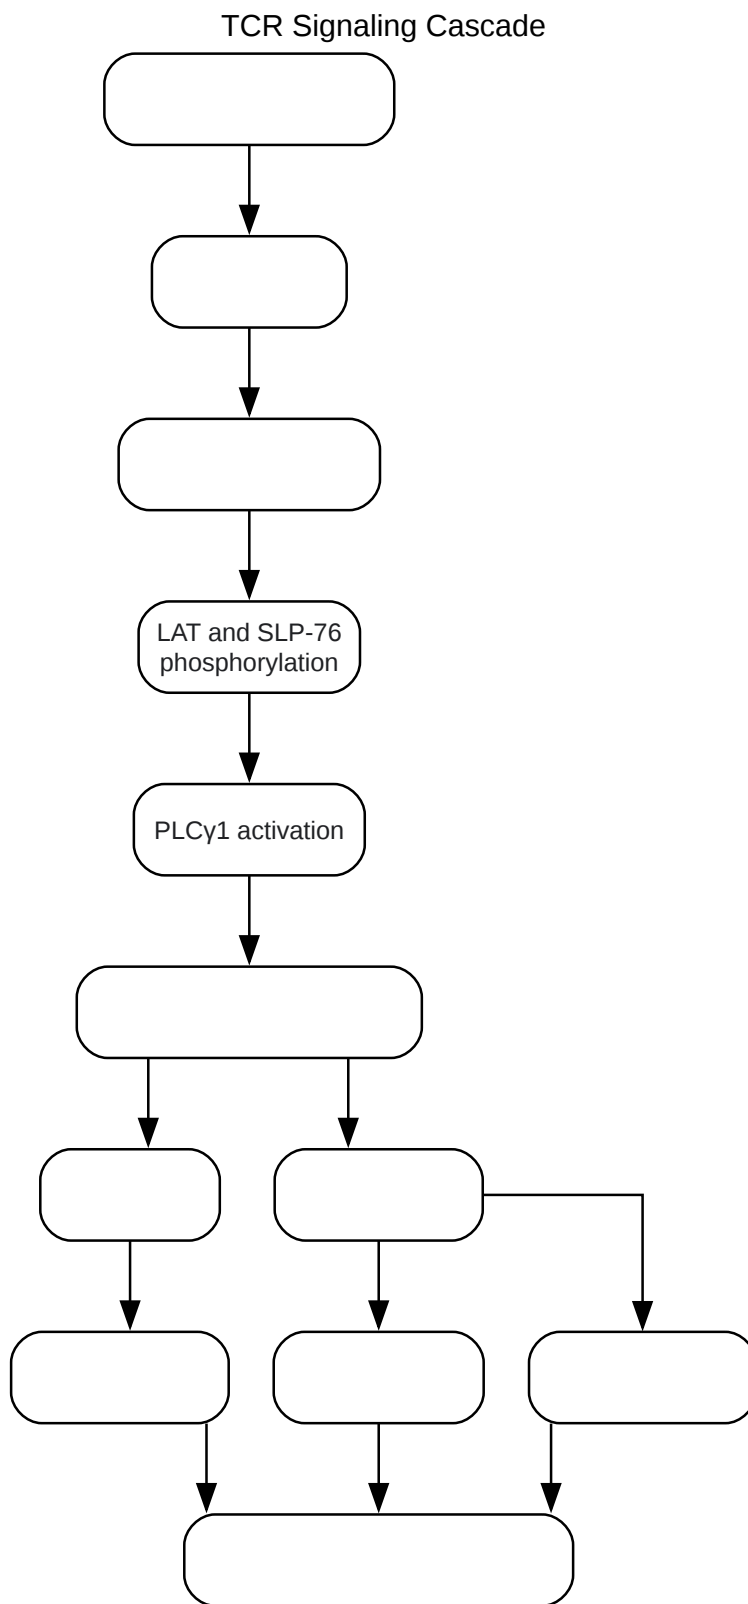 TCR Signaling Cascade
LAT and SLP-76
phosphorylation
PLCγ1 activation